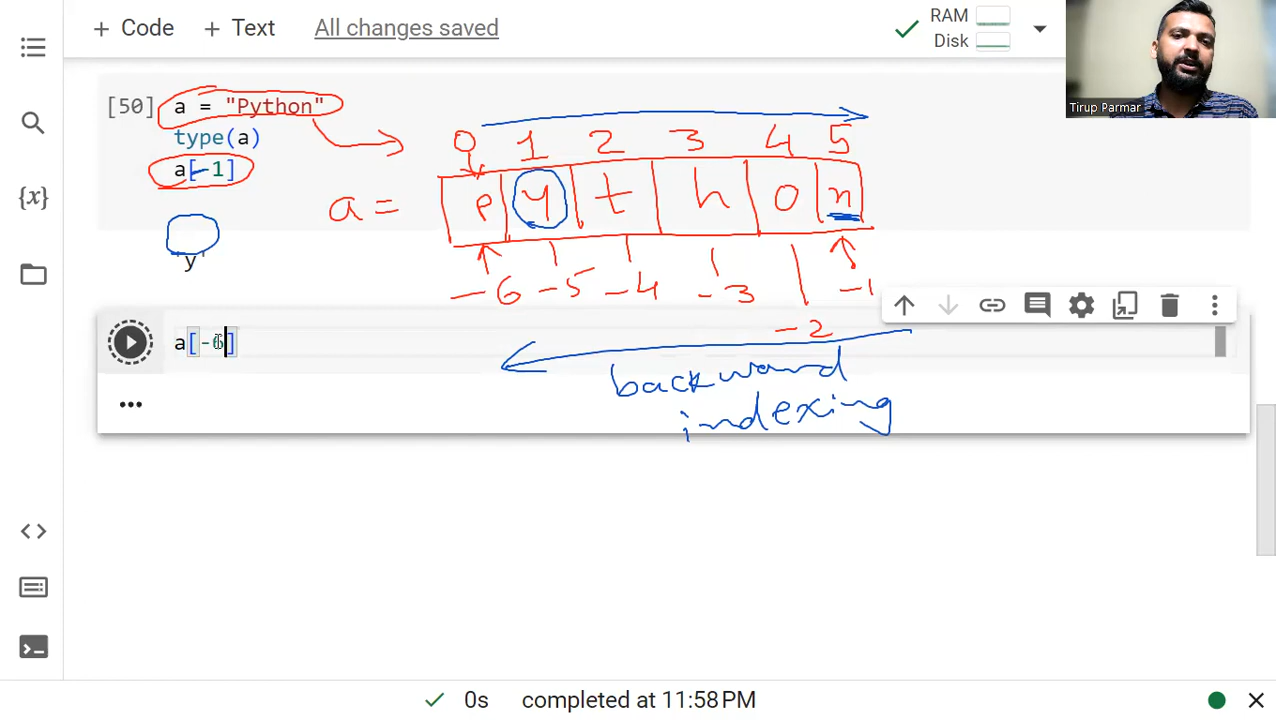 + Code + Text All changes saved
RAM
Disk
Tirup Parmar
[50] a = "Python"
type(a)
a[-1]
0 1 2 3 4 5
a = P y t h o n
-6 -5 -4 -3 -2 -1
'y'
a[-6]
...
backward
indexing
{x}
<>
0s completed at 11:58 PM